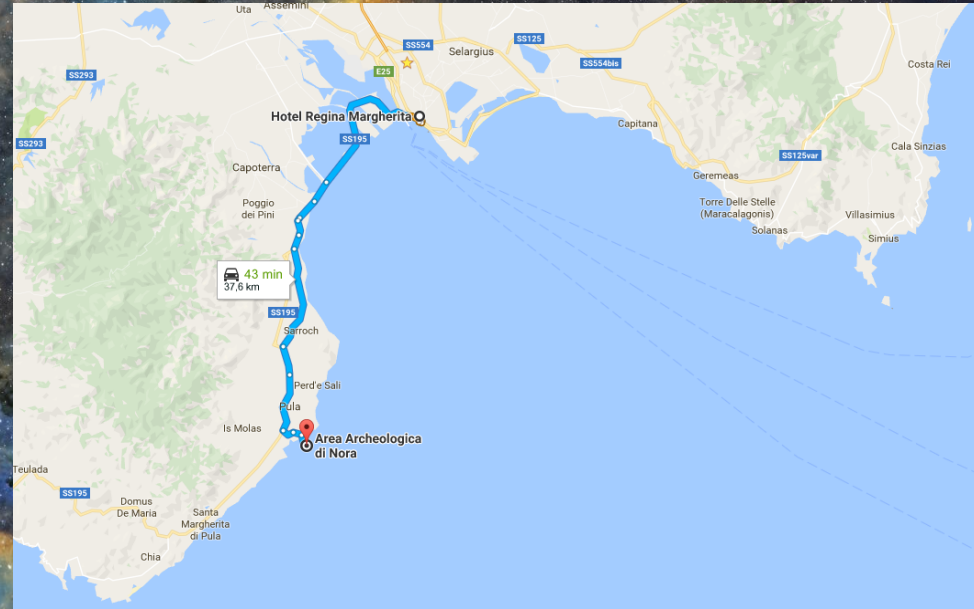 Uta
Assemini
SS554
SS125
Selargius
SS554bis
Costa Rei
E25
SS293
Hotel Regina Margherita
Capitana
SS293
SS195
Cala Sinzias
SS125var
Capoterra
Geremeas
Poggio
dei Pini
Torre Delle Stelle
(Maracalagonis)
Villasimius
Solanas
Simius
43 min
37,6 km
SS195
Sarroch
Perd'e Sali
Pula
Is Molas
Area Archeologica
di Nora
Teulada
SS195
Domus
De Maria
Santa
Margherita
di Pula
Chia